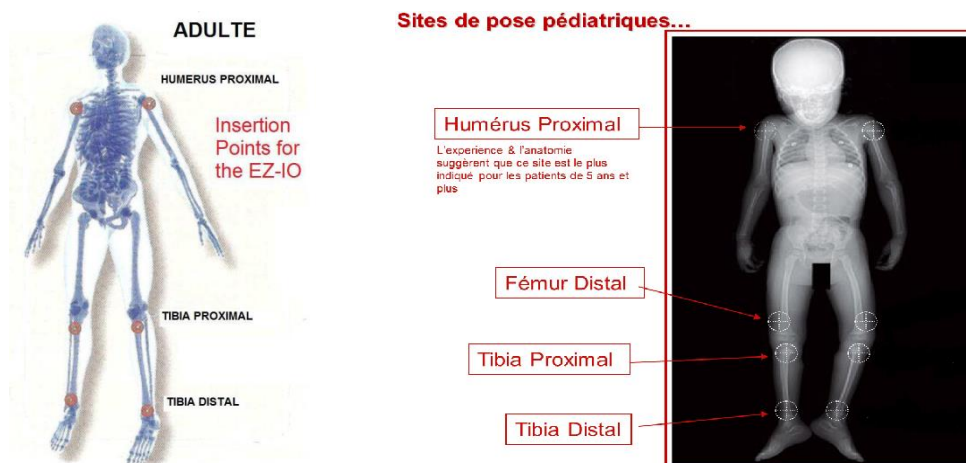 ADULTE
HUMERUS PROXIMAL
Insertion
Points for
the EZ-IO
TIBIA PROXIMAL
TIBIA DISTAL
Sites de pose pédiatriques...
Humérus Proximal
L'experience & l'anatomie
suggèrent que ce site est le plus
indiqué pour les patients de 5 ans et
plus
Fémur Distal
Tibia Proximal
Tibia Distal